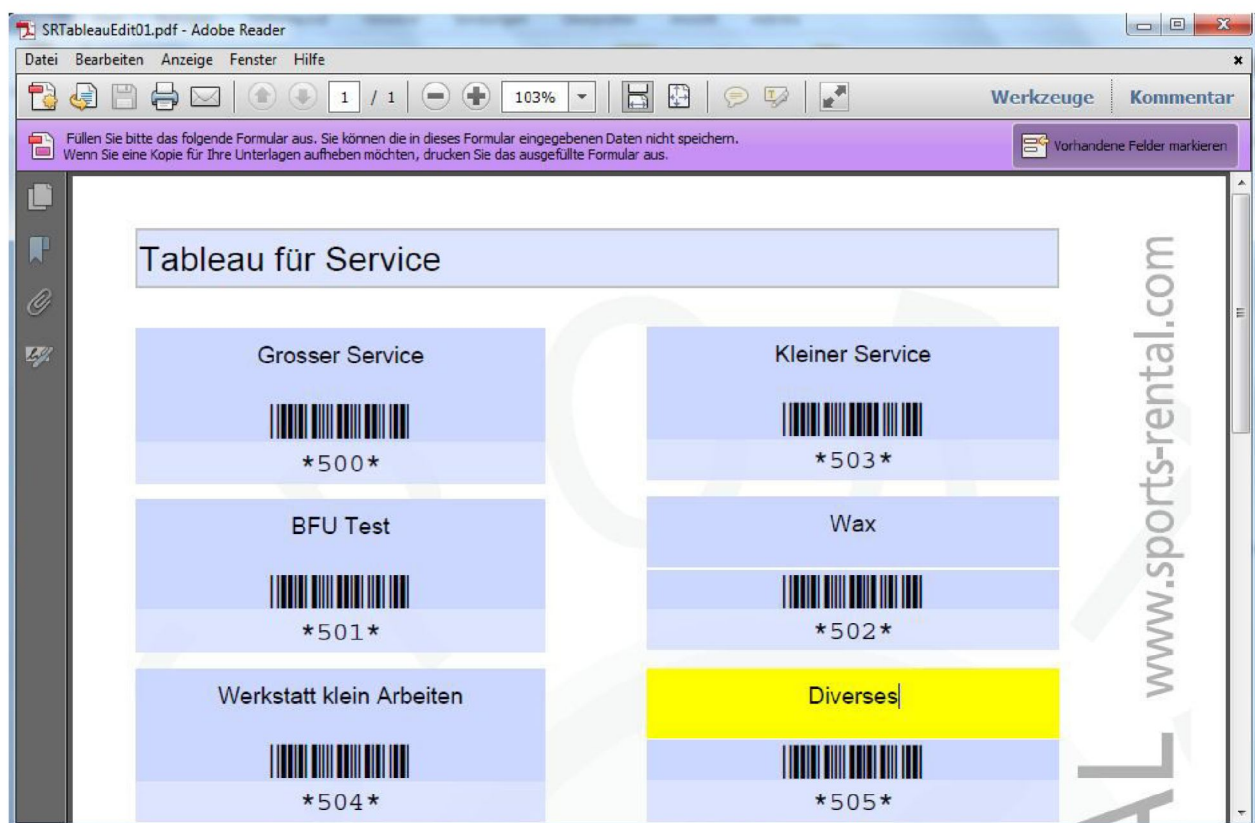 SRTableauEdit01.pdf - Adobe Reader
Datei Bearbeiten Anzeige Fenster Hilfe
1 / 1 103% Werkzeuge Kommentar
Füllen Sie bitte das folgende Formular aus. Sie können die in dieses Formular eingegebenen Daten nicht speichern.
Wenn Sie eine Kopie für Ihre Unterlagen aufheben möchten, drucken Sie das ausgefüllte Formular aus.
Vorhandene Felder markieren
Tableau für Service
Grosser Service
*500*
Kleiner Service
*503*
BFU Test
*501*
Wax
*502*
Werkstatt klein Arbeiten
*504*
Diverses
*505*
www.sports-rental.com
AL